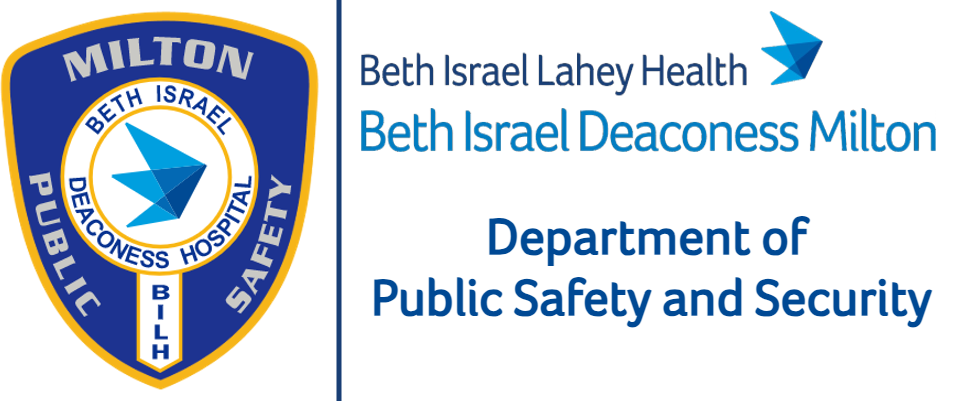 MILTON
BETH ISRAEL
DEACONESS HOSPITAL
PUBLIC
SAFETY
B
I
L
H
Beth Israel Lahey Health
Beth Israel Deaconess Milton
Department of
Public Safety and Security